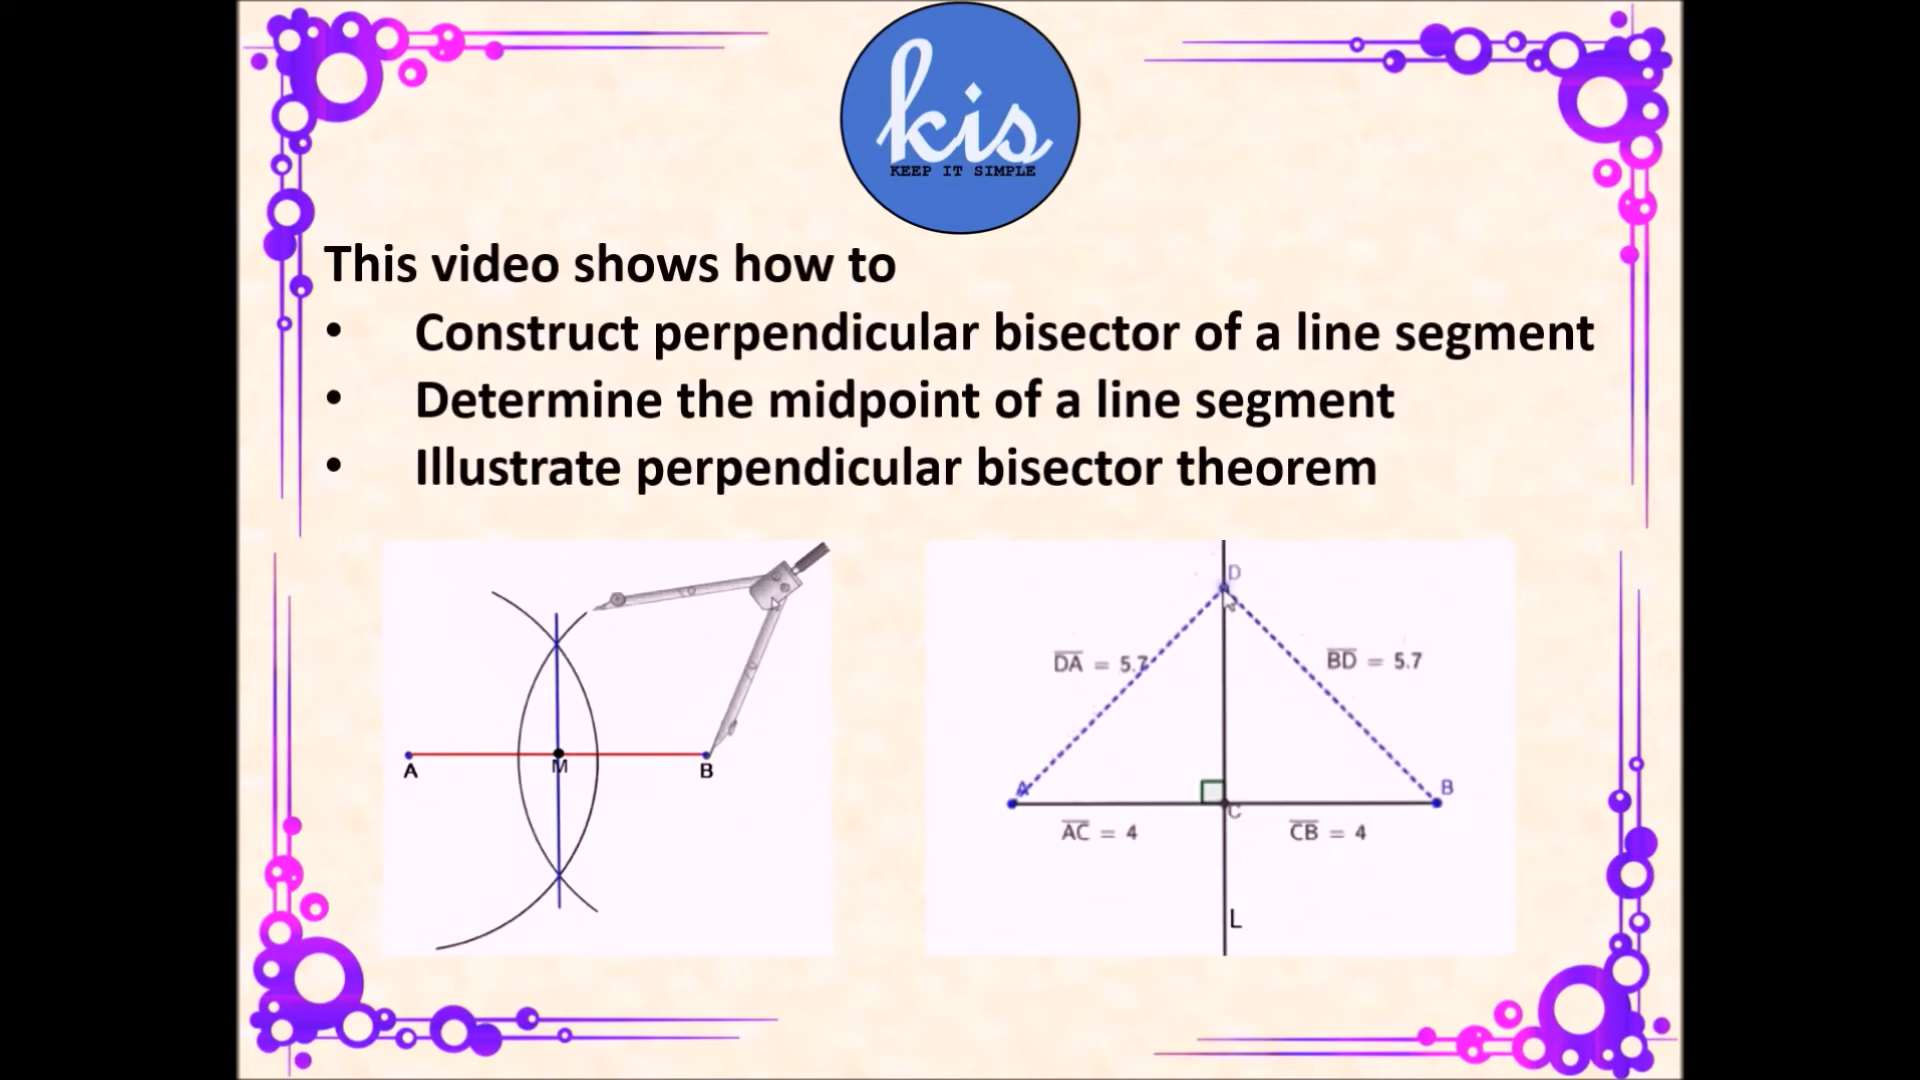 kis
KEEP IT SIMPLE
This video shows how to
• Construct perpendicular bisector of a line segment
• Determine the midpoint of a line segment
• Illustrate perpendicular bisector theorem
A
M
B
D
DA = 5.7
BD = 5.7
A
B
C
AC = 4
CB = 4
L